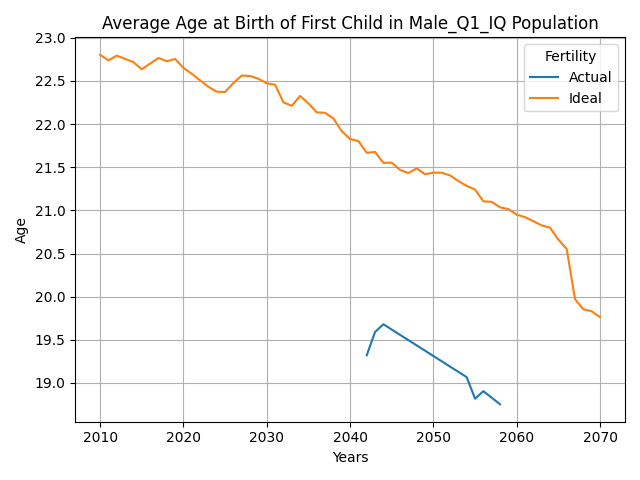 Average Age at Birth of First Child in Male_Q1_IQ Population
Fertility
Actual
Ideal
Age
23.0
22.5
22.0
21.5
21.0
20.5
20.0
19.5
19.0
2010 2020 2030 2040 2050 2060 2070
Years